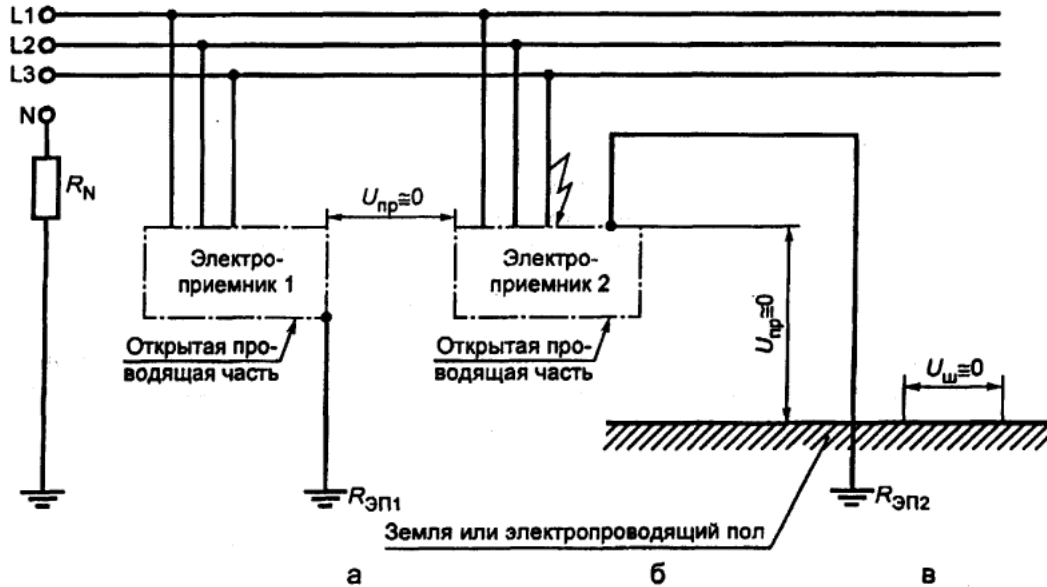 L1
L2
L3
N
R_N
U_пр≅0
Электро-
приемник 1
Электро-
приемник 2
U_пр≅0
Открытая про-
водящая часть
Открытая про-
водящая часть
U_ш≅0
R_ЭП1
R_ЭП2
Земля или электропроводящий пол
а
б
в